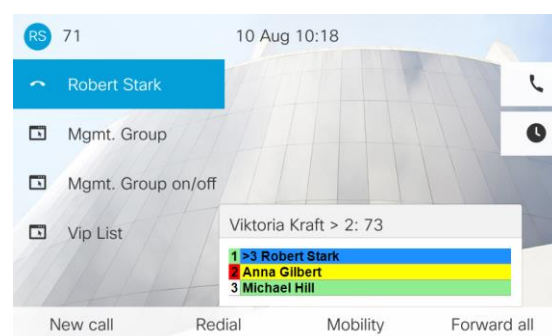 RS 71 10 Aug 10:18
Robert Stark
Mgmt. Group
Mgmt. Group on/off
Vip List
Viktoria Kraft > 2: 73
1 >3 Robert Stark
2 Anna Gilbert
3 Michael Hill
New call Redial Mobility Forward all